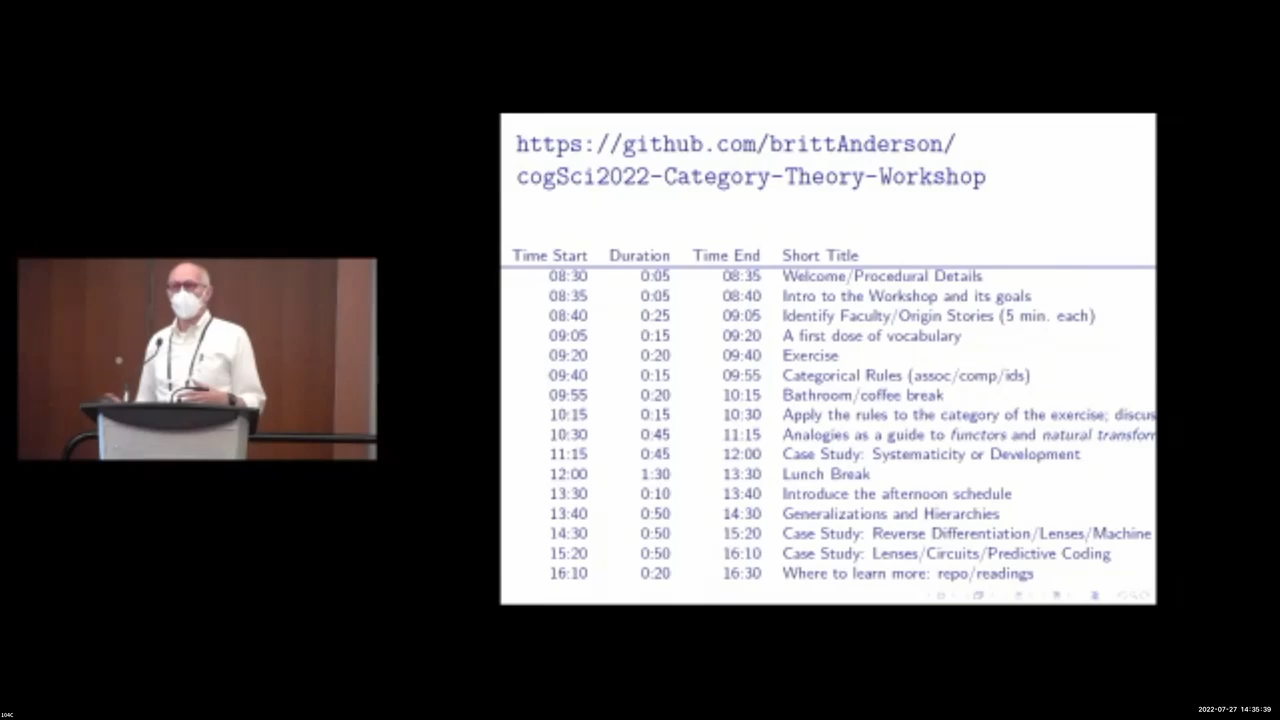 https://github.com/brittAnderson/
cogSci2022-Category-Theory-Workshop
Time Start Duration Time End Short Title
08:30 0:05 08:35 Welcome/Procedural Details
08:35 0:05 08:40 Intro to the Workshop and its goals
08:40 0:25 09:05 Identify Faculty/Origin Stories (5 min. each)
09:05 0:15 09:20 A first dose of vocabulary
09:20 0:20 09:40 Exercise
09:40 0:15 09:55 Categorical Rules (assoc/comp/ids)
09:55 0:20 10:15 Bathroom/coffee break
10:15 0:15 10:30 Apply the rules to the category of the exercise; discus
10:30 0:45 11:15 Analogies as a guide to functors and natural transfor
11:15 0:45 12:00 Case Study: Systematicity or Development
12:00 1:30 13:30 Lunch Break
13:30 0:10 13:40 Introduce the afternoon schedule
13:40 0:50 14:30 Generalizations and Hierarchies
14:30 0:50 15:20 Case Study: Reverse Differentiation/Lenses/Machine
15:20 0:50 16:10 Case Study: Lenses/Circuits/Predictive Coding
16:10 0:20 16:30 Where to learn more: repo/readings
104C
2022-07-27 14:35:39